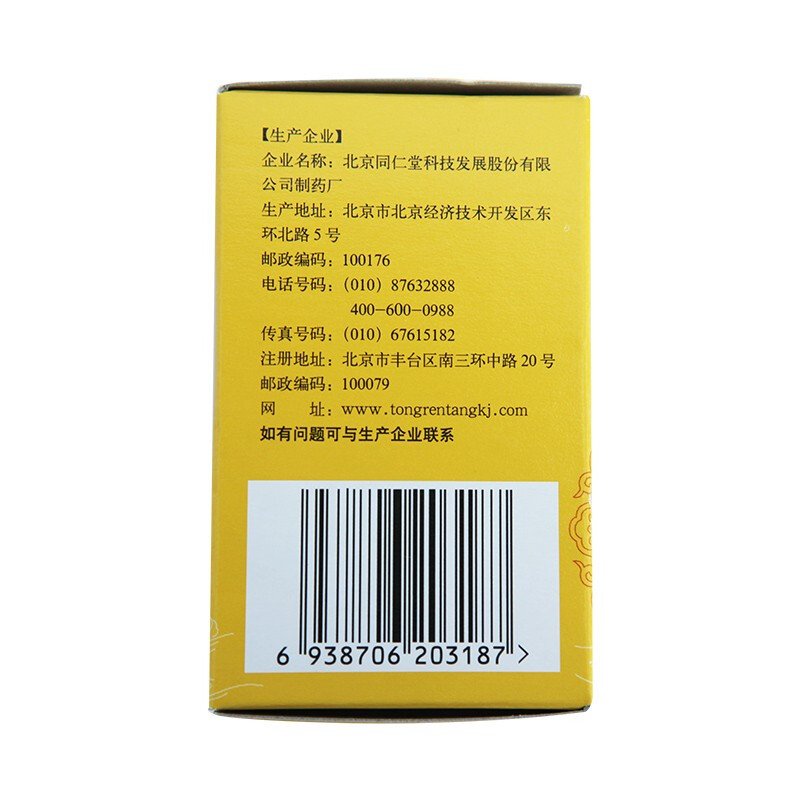 【生产企业】
企业名称：北京同仁堂科技发展股份有限
公司制药厂
生产地址：北京市北京经济技术开发区东
环北路 5 号
邮政编码：100176
电话号码：（010）87632888
400-600-0988
传真号码：（010）67615182
注册地址：北京市丰台区南三环中路 20 号
邮政编码：100079
网　　址：www.tongrentangkj.com
如有问题可与生产企业联系
6 938706 203187>